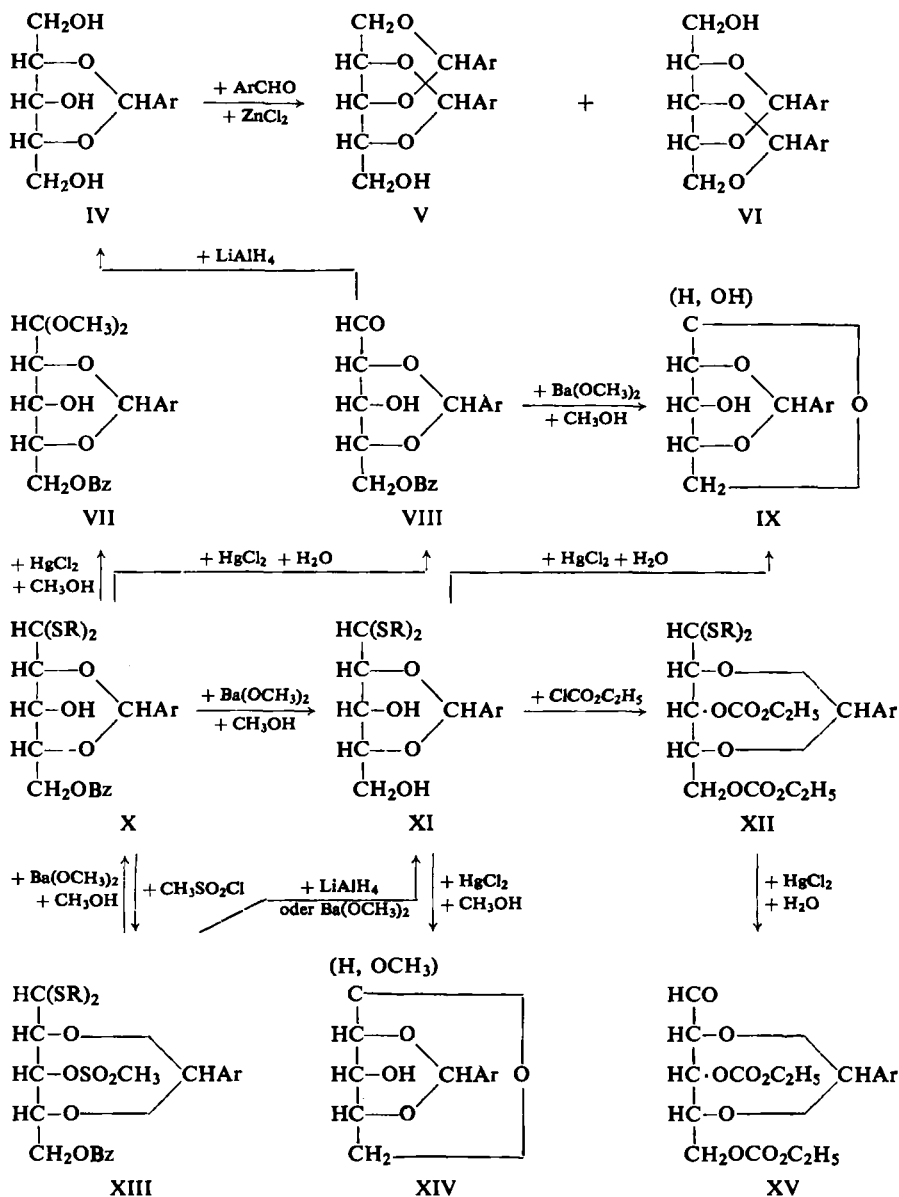 CH₂OH CH₂O CH₂OH
HC—O HC—O CHAr HC—O
HC—OH CHAr + ArCHO HC—O CHAr + HC—O CHAr
+ ZnCl₂
HC—O HC—O HC—O CHAr
CH₂OH CH₂OH CH₂O
IV V VI
+ LiAlH₄
(H, OH)
HC(OCH₃)₂ HCO C
HC—O HC—O HC—O
HC—OH CHAr HC—OH CHAr + Ba(OCH₃)₂ HC—OH CHAr O
+ CH₃OH
HC—O HC—O HC—O
CH₂OBz CH₂OBz CH₂
VII VIII IX
+ HgCl₂ + HgCl₂ + H₂O + HgCl₂ + H₂O
+ CH₃OH
HC(SR)₂ HC(SR)₂ HC(SR)₂
HC—O HC—O HC—O
HC—OH CHAr + Ba(OCH₃)₂ HC—OH CHAr + ClCO₂C₂H₅ HC·OCO₂C₂H₅ CHAr
+ CH₃OH
HC—O HC—O HC—O
CH₂OBz CH₂OH CH₂OCO₂C₂H₅
X XI XII
+ Ba(OCH₃)₂ + CH₃SO₂Cl + LiAlH₄ + HgCl₂ + HgCl₂
+ CH₃OH oder Ba(OCH₃)₂ + CH₃OH + H₂O
(H, OCH₃)
HC(SR)₂ C HCO
HC—O HC—O HC—O
HC—OSO₂CH₃ CHAr HC—OH CHAr O HC·OCO₂C₂H₅ CHAr
HC—O HC—O HC—O
CH₂OBz CH₂ CH₂OCO₂C₂H₅
XIII XIV XV